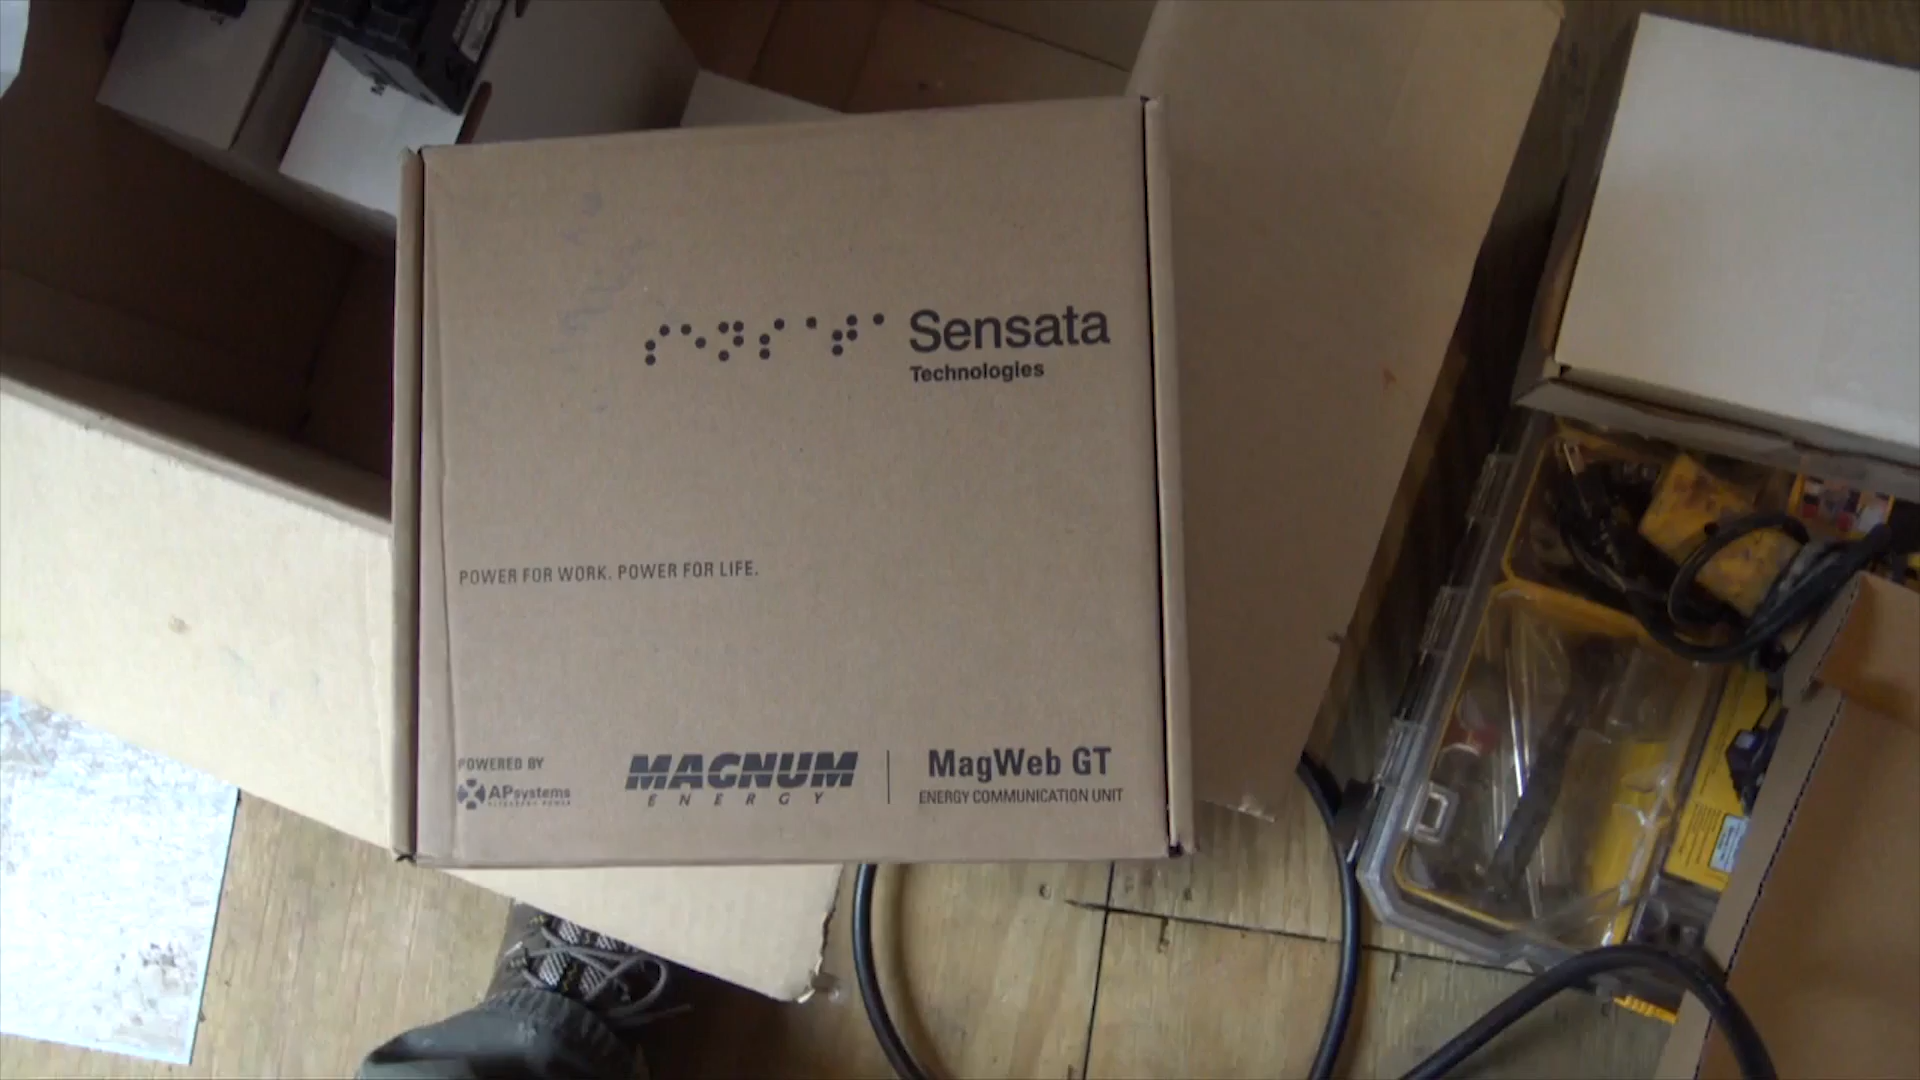 Sensata
Technologies
POWER FOR WORK. POWER FOR LIFE.
POWERED BY
APsystems
MAGNUM
ENERGY
MagWeb GT
ENERGY COMMUNICATION UNIT